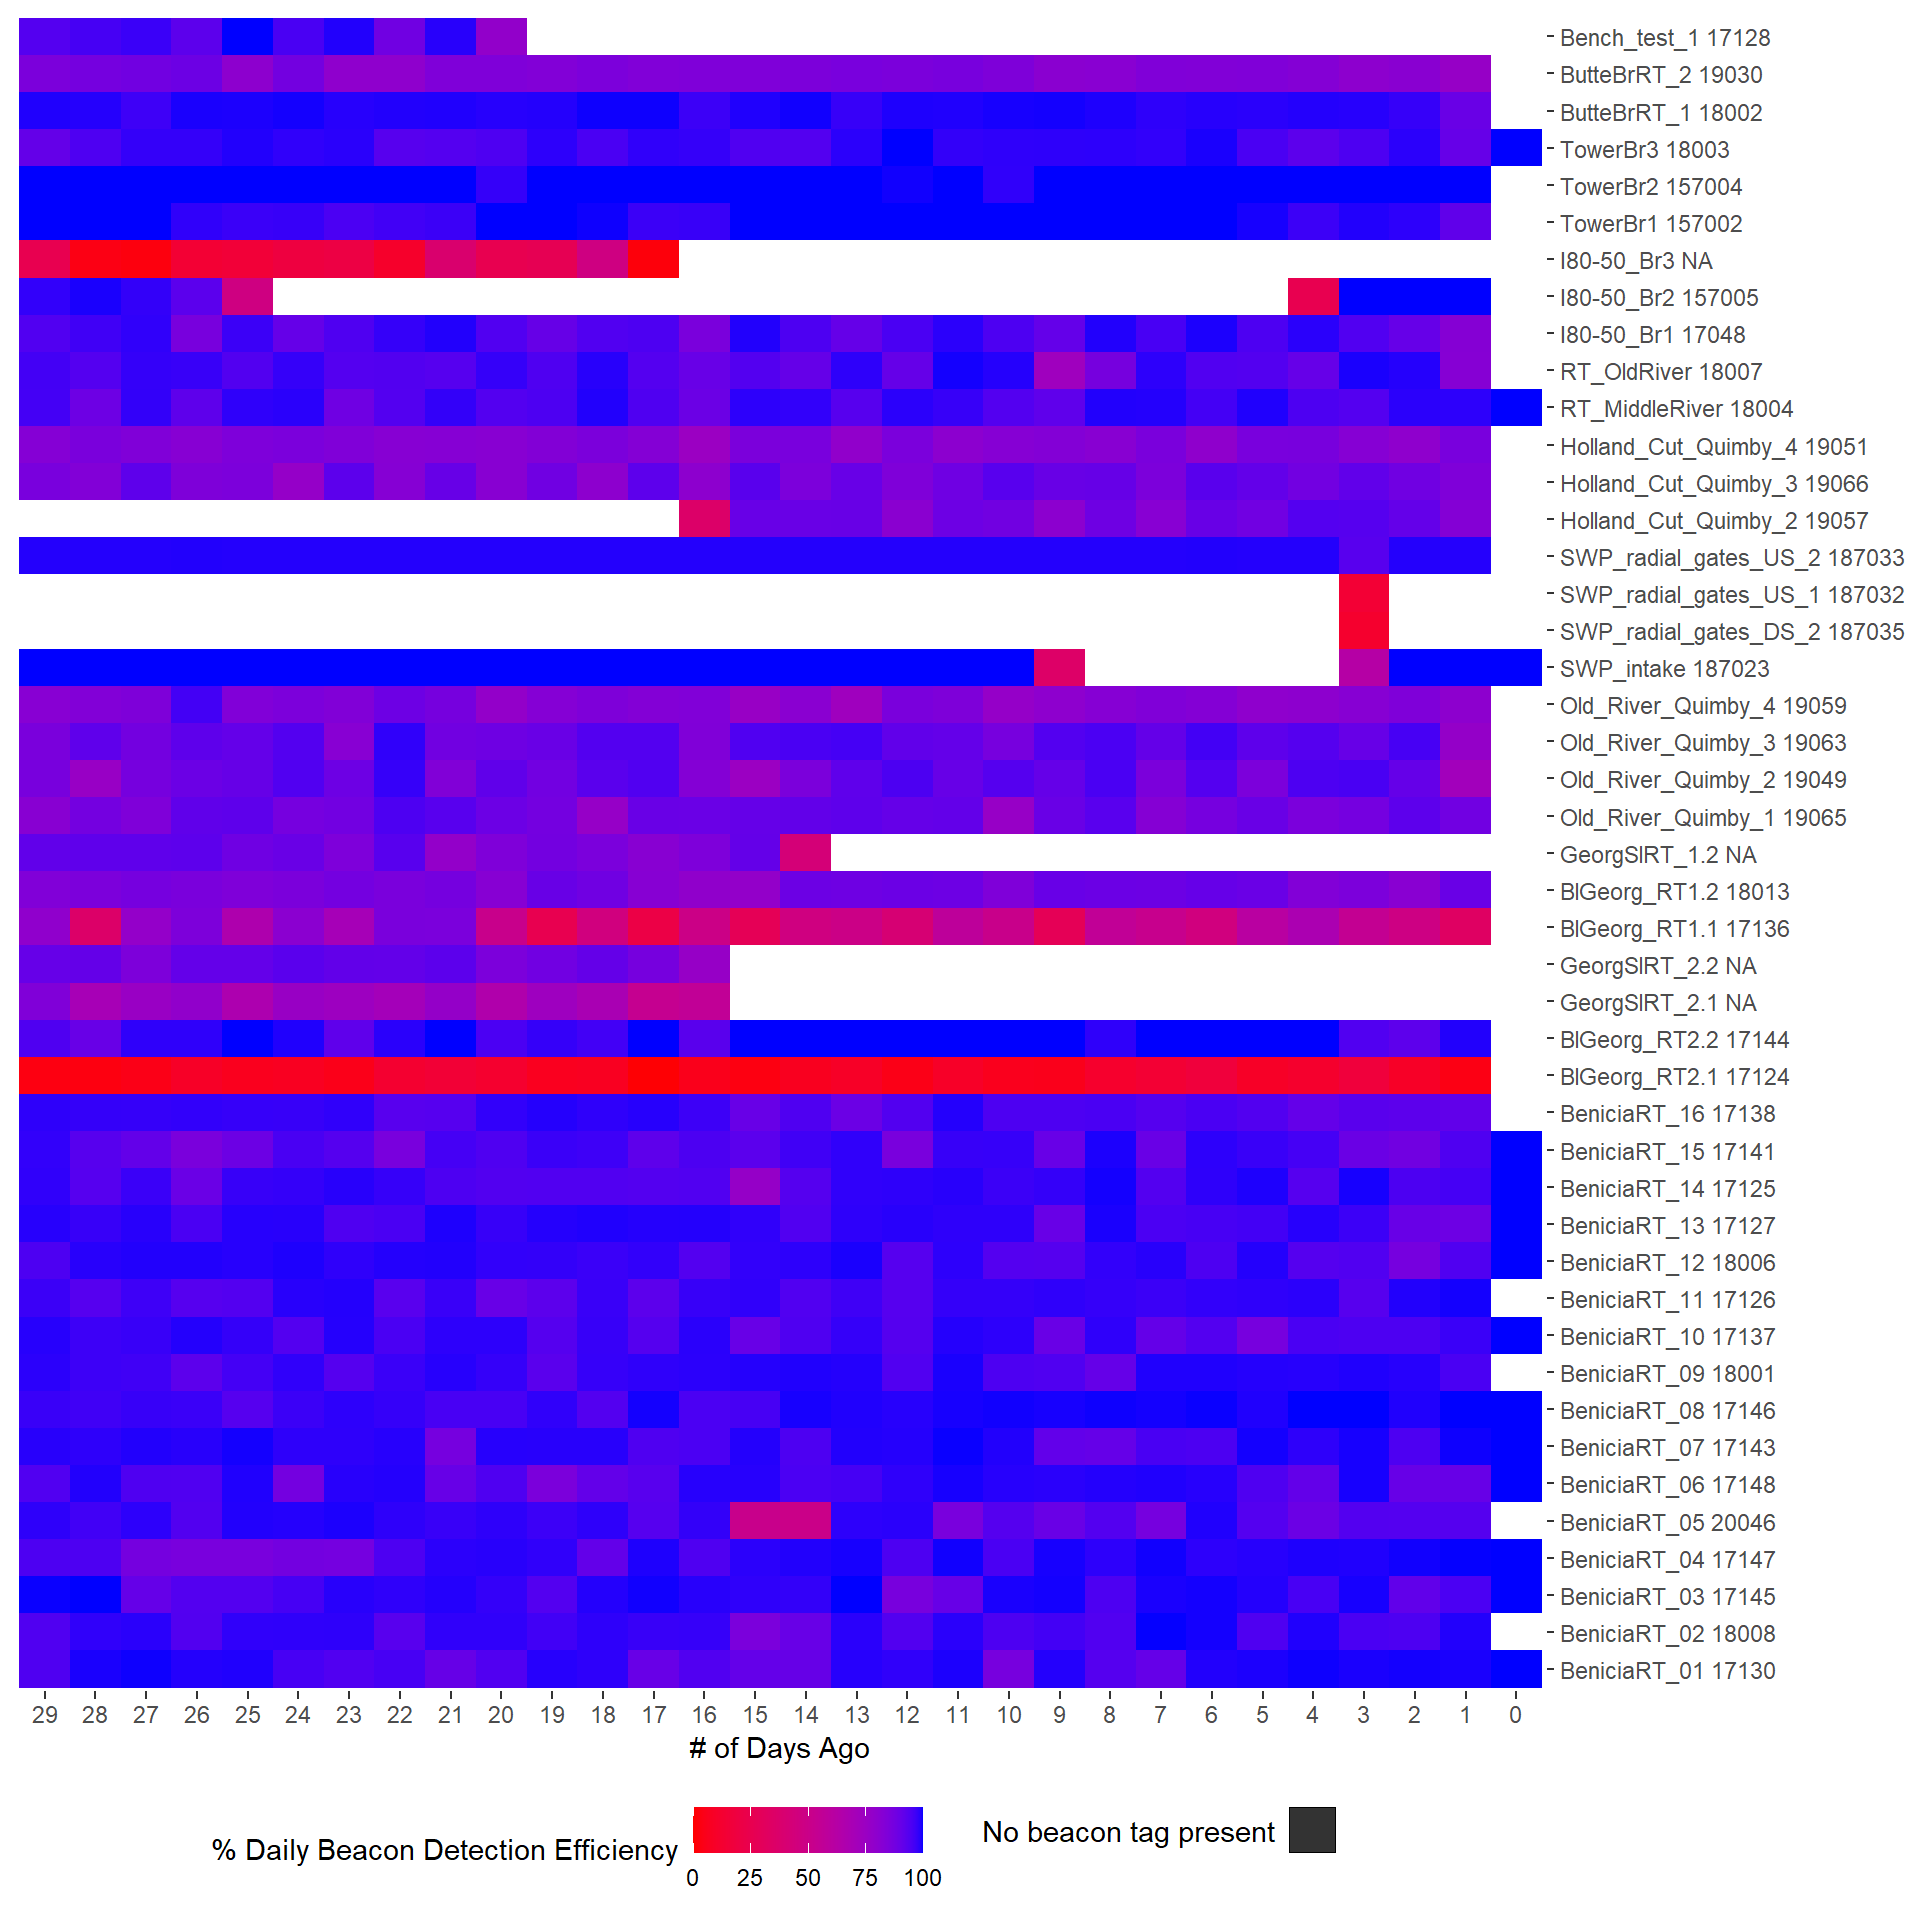 Bench_test_1 17128
ButteBrRT_2 19030
ButteBrRT_1 18002
TowerBr3 18003
TowerBr2 157004
TowerBr1 157002
I80-50_Br3 NA
I80-50_Br2 157005
I80-50_Br1 17048
RT_OldRiver 18007
RT_MiddleRiver 18004
Holland_Cut_Quimby_4 19051
Holland_Cut_Quimby_3 19066
Holland_Cut_Quimby_2 19057
SWP_radial_gates_US_2 187033
SWP_radial_gates_US_1 187032
SWP_radial_gates_DS_2 187035
SWP_intake 187023
Old_River_Quimby_4 19059
Old_River_Quimby_3 19063
Old_River_Quimby_2 19049
Old_River_Quimby_1 19065
GeorgSlRT_1.2 NA
BlGeorg_RT1.2 18013
BlGeorg_RT1.1 17136
GeorgSlRT_2.2 NA
GeorgSlRT_2.1 NA
BlGeorg_RT2.2 17144
BlGeorg_RT2.1 17124
BeniciaRT_16 17138
BeniciaRT_15 17141
BeniciaRT_14 17125
BeniciaRT_13 17127
BeniciaRT_12 18006
BeniciaRT_11 17126
BeniciaRT_10 17137
BeniciaRT_09 18001
BeniciaRT_08 17146
BeniciaRT_07 17143
BeniciaRT_06 17148
BeniciaRT_05 20046
BeniciaRT_04 17147
BeniciaRT_03 17145
BeniciaRT_02 18008
BeniciaRT_01 17130
29 28 27 26 25 24 23 22 21 20 19 18 17 16 15 14 13 12 11 10 9 8 7 6 5 4 3 2 1 0
# of Days Ago
% Daily Beacon Detection Efficiency
0 25 50 75 100
No beacon tag present